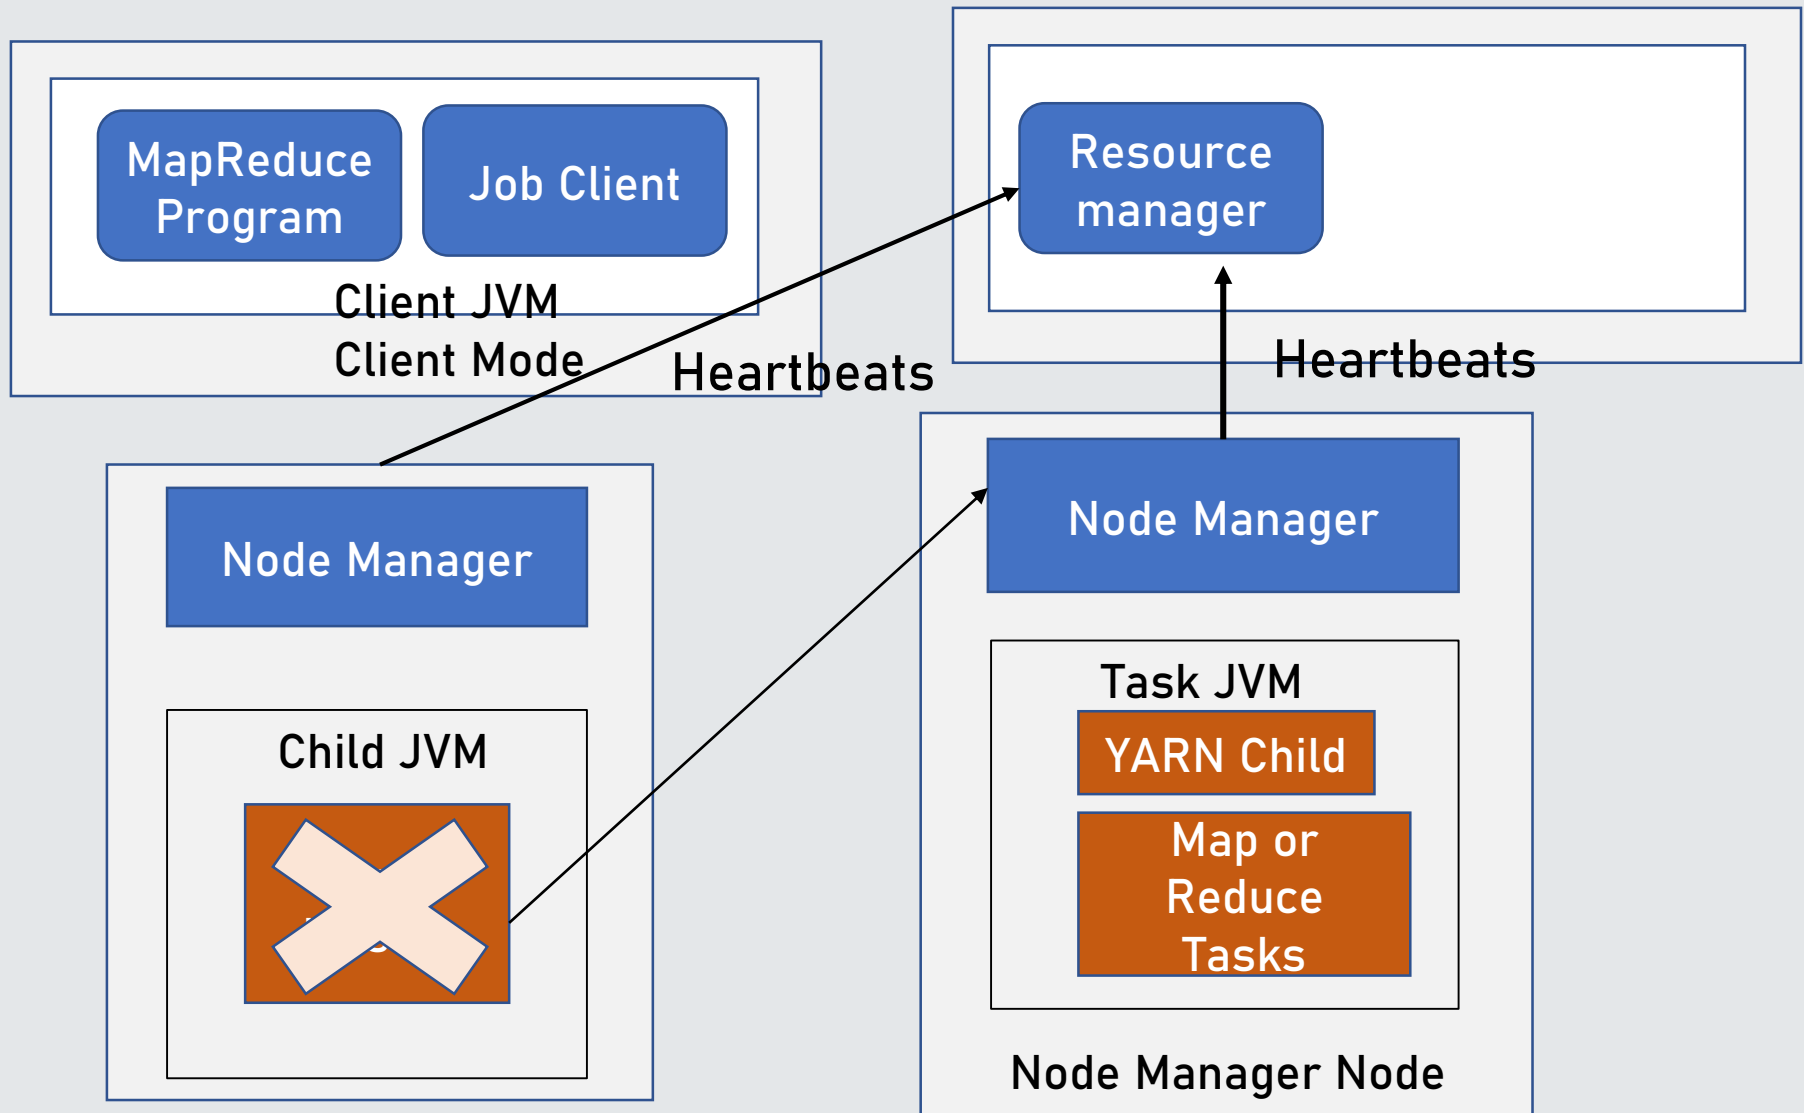 MapReduce
Program
Job Client
Client JVM
Client Mode
Resource
manager
Heartbeats
Heartbeats
Node Manager
Child JVM
Node Manager
Task JVM
YARN Child
Map or
Reduce
Tasks
Node Manager Node